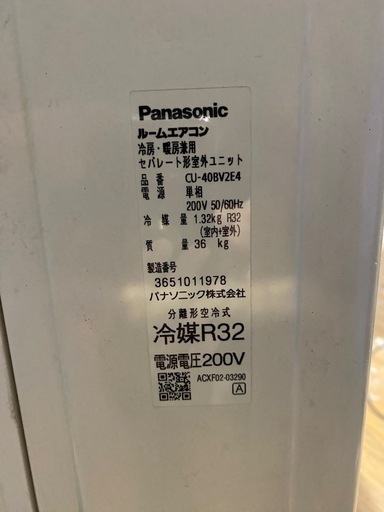 Panasonic
ルームエアコン
冷房・暖房兼用
セパレート形室外ユニット
品番 CU-40BV2E4
電源 単相
200V 50/60Hz
冷媒量 1.32kg R32
(室内+室外)
質量 36 kg
製造番号
3651011978
パナソニック株式会社
分離形空冷式
冷媒R32
電源電圧200V
ACXF02-03290
A